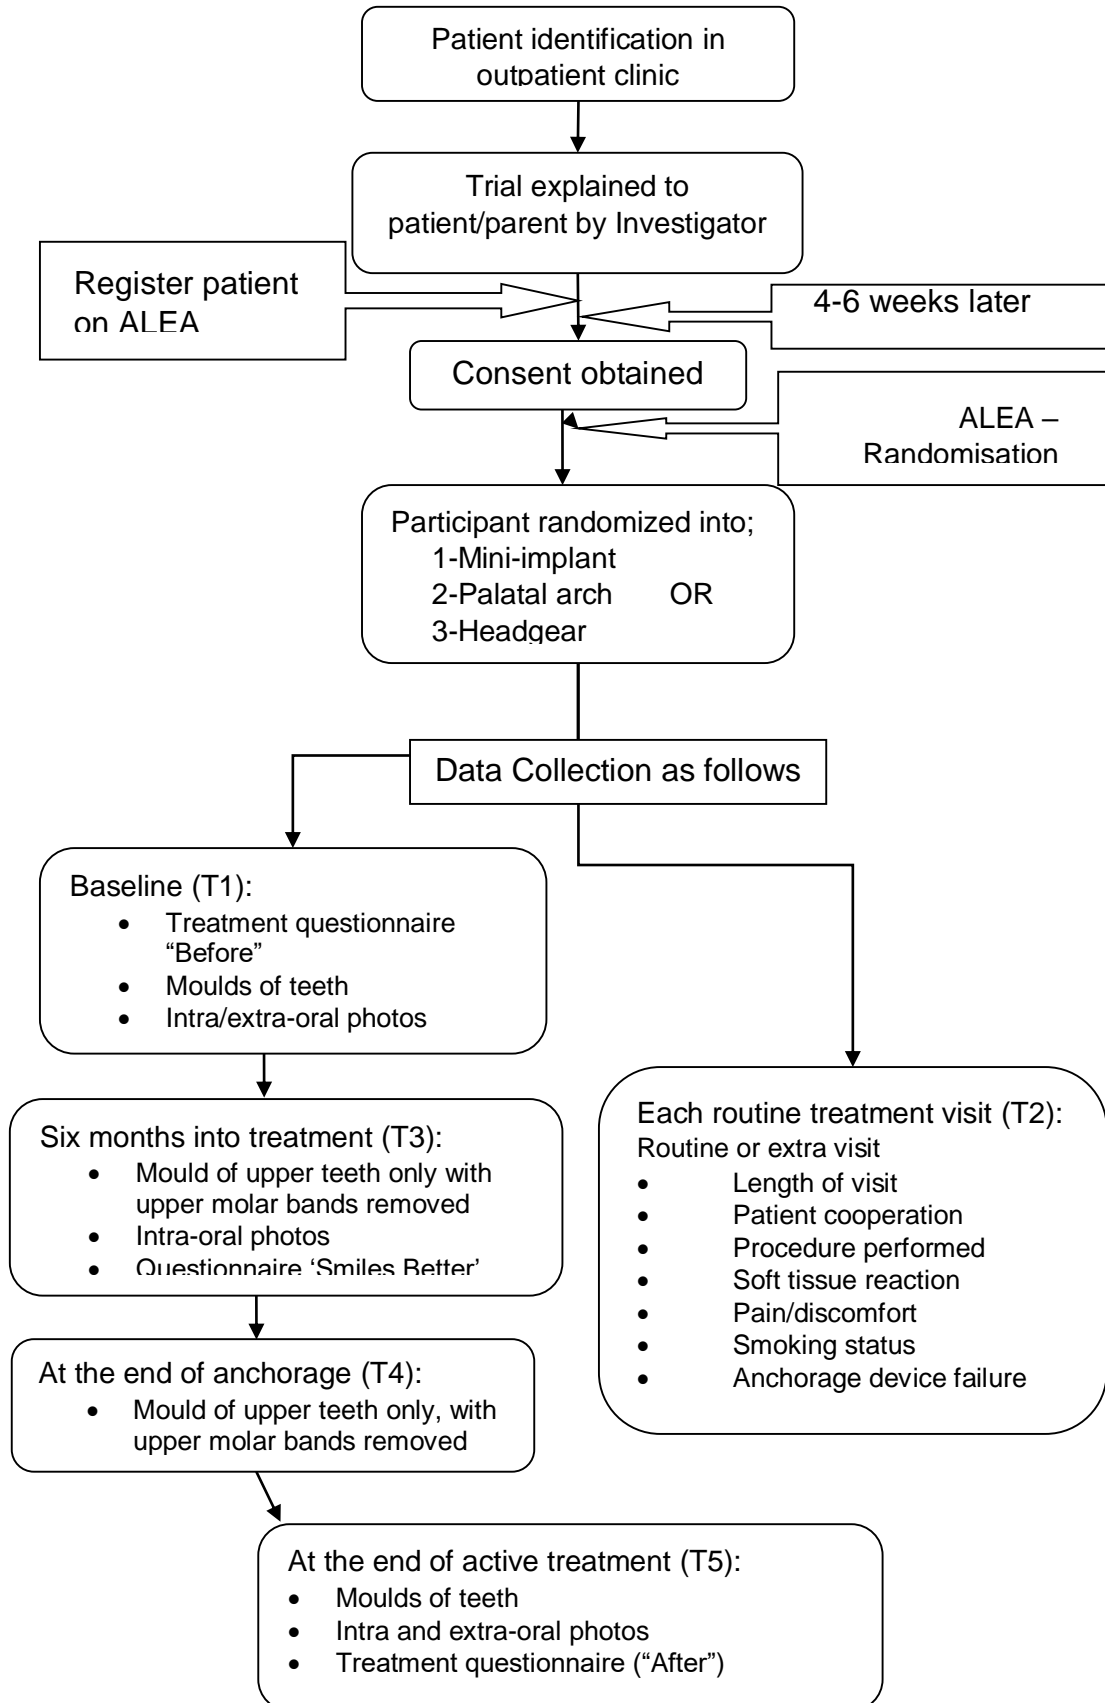 Patient identification in
outpatient clinic
Trial explained to
patient/parent by Investigator
Register patient
on ALEA
4-6 weeks later
Consent obtained
ALEA –
Randomisation
Participant randomized into;
1-Mini-implant
2-Palatal arch OR
3-Headgear
Data Collection as follows
Baseline (T1):
• Treatment questionnaire
“Before”
• Moulds of teeth
• Intra/extra-oral photos
Six months into treatment (T3):
• Mould of upper teeth only with
upper molar bands removed
• Intra-oral photos
• Questionnaire ‘Smiles Better’
Each routine treatment visit (T2):
Routine or extra visit
• Length of visit
• Patient cooperation
• Procedure performed
• Soft tissue reaction
• Pain/discomfort
• Smoking status
• Anchorage device failure
At the end of anchorage (T4):
• Mould of upper teeth only, with
upper molar bands removed
At the end of active treatment (T5):
• Moulds of teeth
• Intra and extra-oral photos
• Treatment questionnaire (“After”)